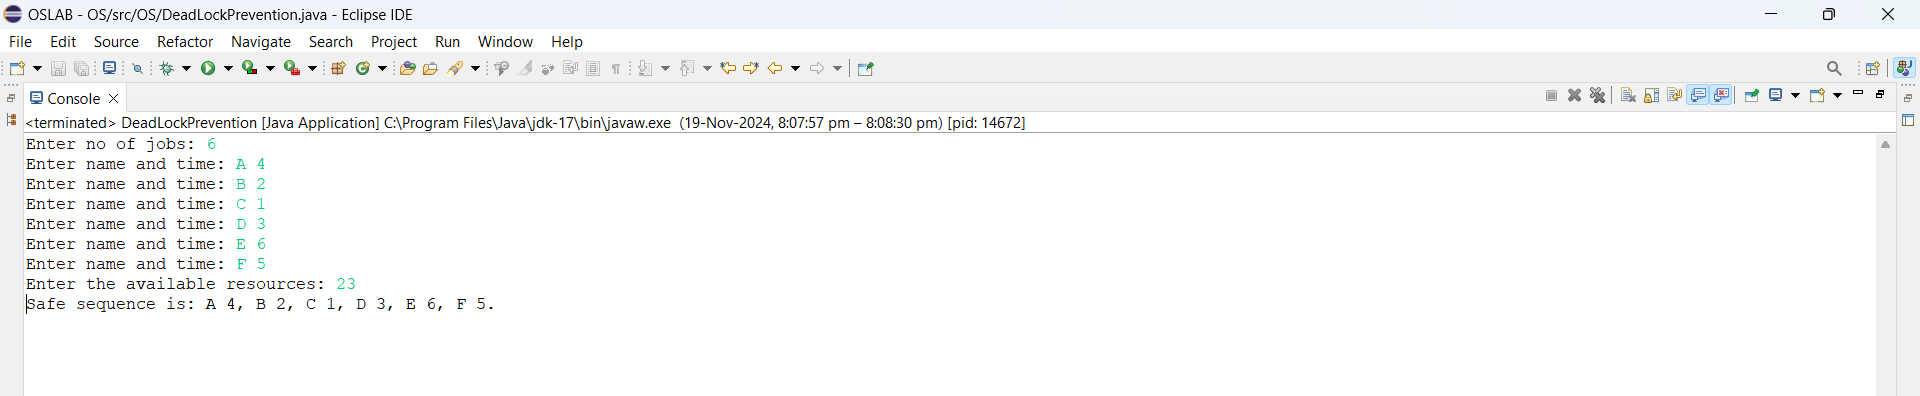 OSLAB - OS/src/OS/DeadLockPrevention.java - Eclipse IDE
File Edit Source Refactor Navigate Search Project Run Window Help
Console
<terminated> DeadLockPrevention [Java Application] C:\Program Files\Java\jdk-17\bin\javaw.exe (19-Nov-2024, 8:07:57 pm – 8:08:30 pm) [pid: 14672]
Enter no of jobs: 6
Enter name and time: A 4
Enter name and time: B 2
Enter name and time: C 1
Enter name and time: D 3
Enter name and time: E 6
Enter name and time: F 5
Enter the available resources: 23
Safe sequence is: A 4, B 2, C 1, D 3, E 6, F 5.